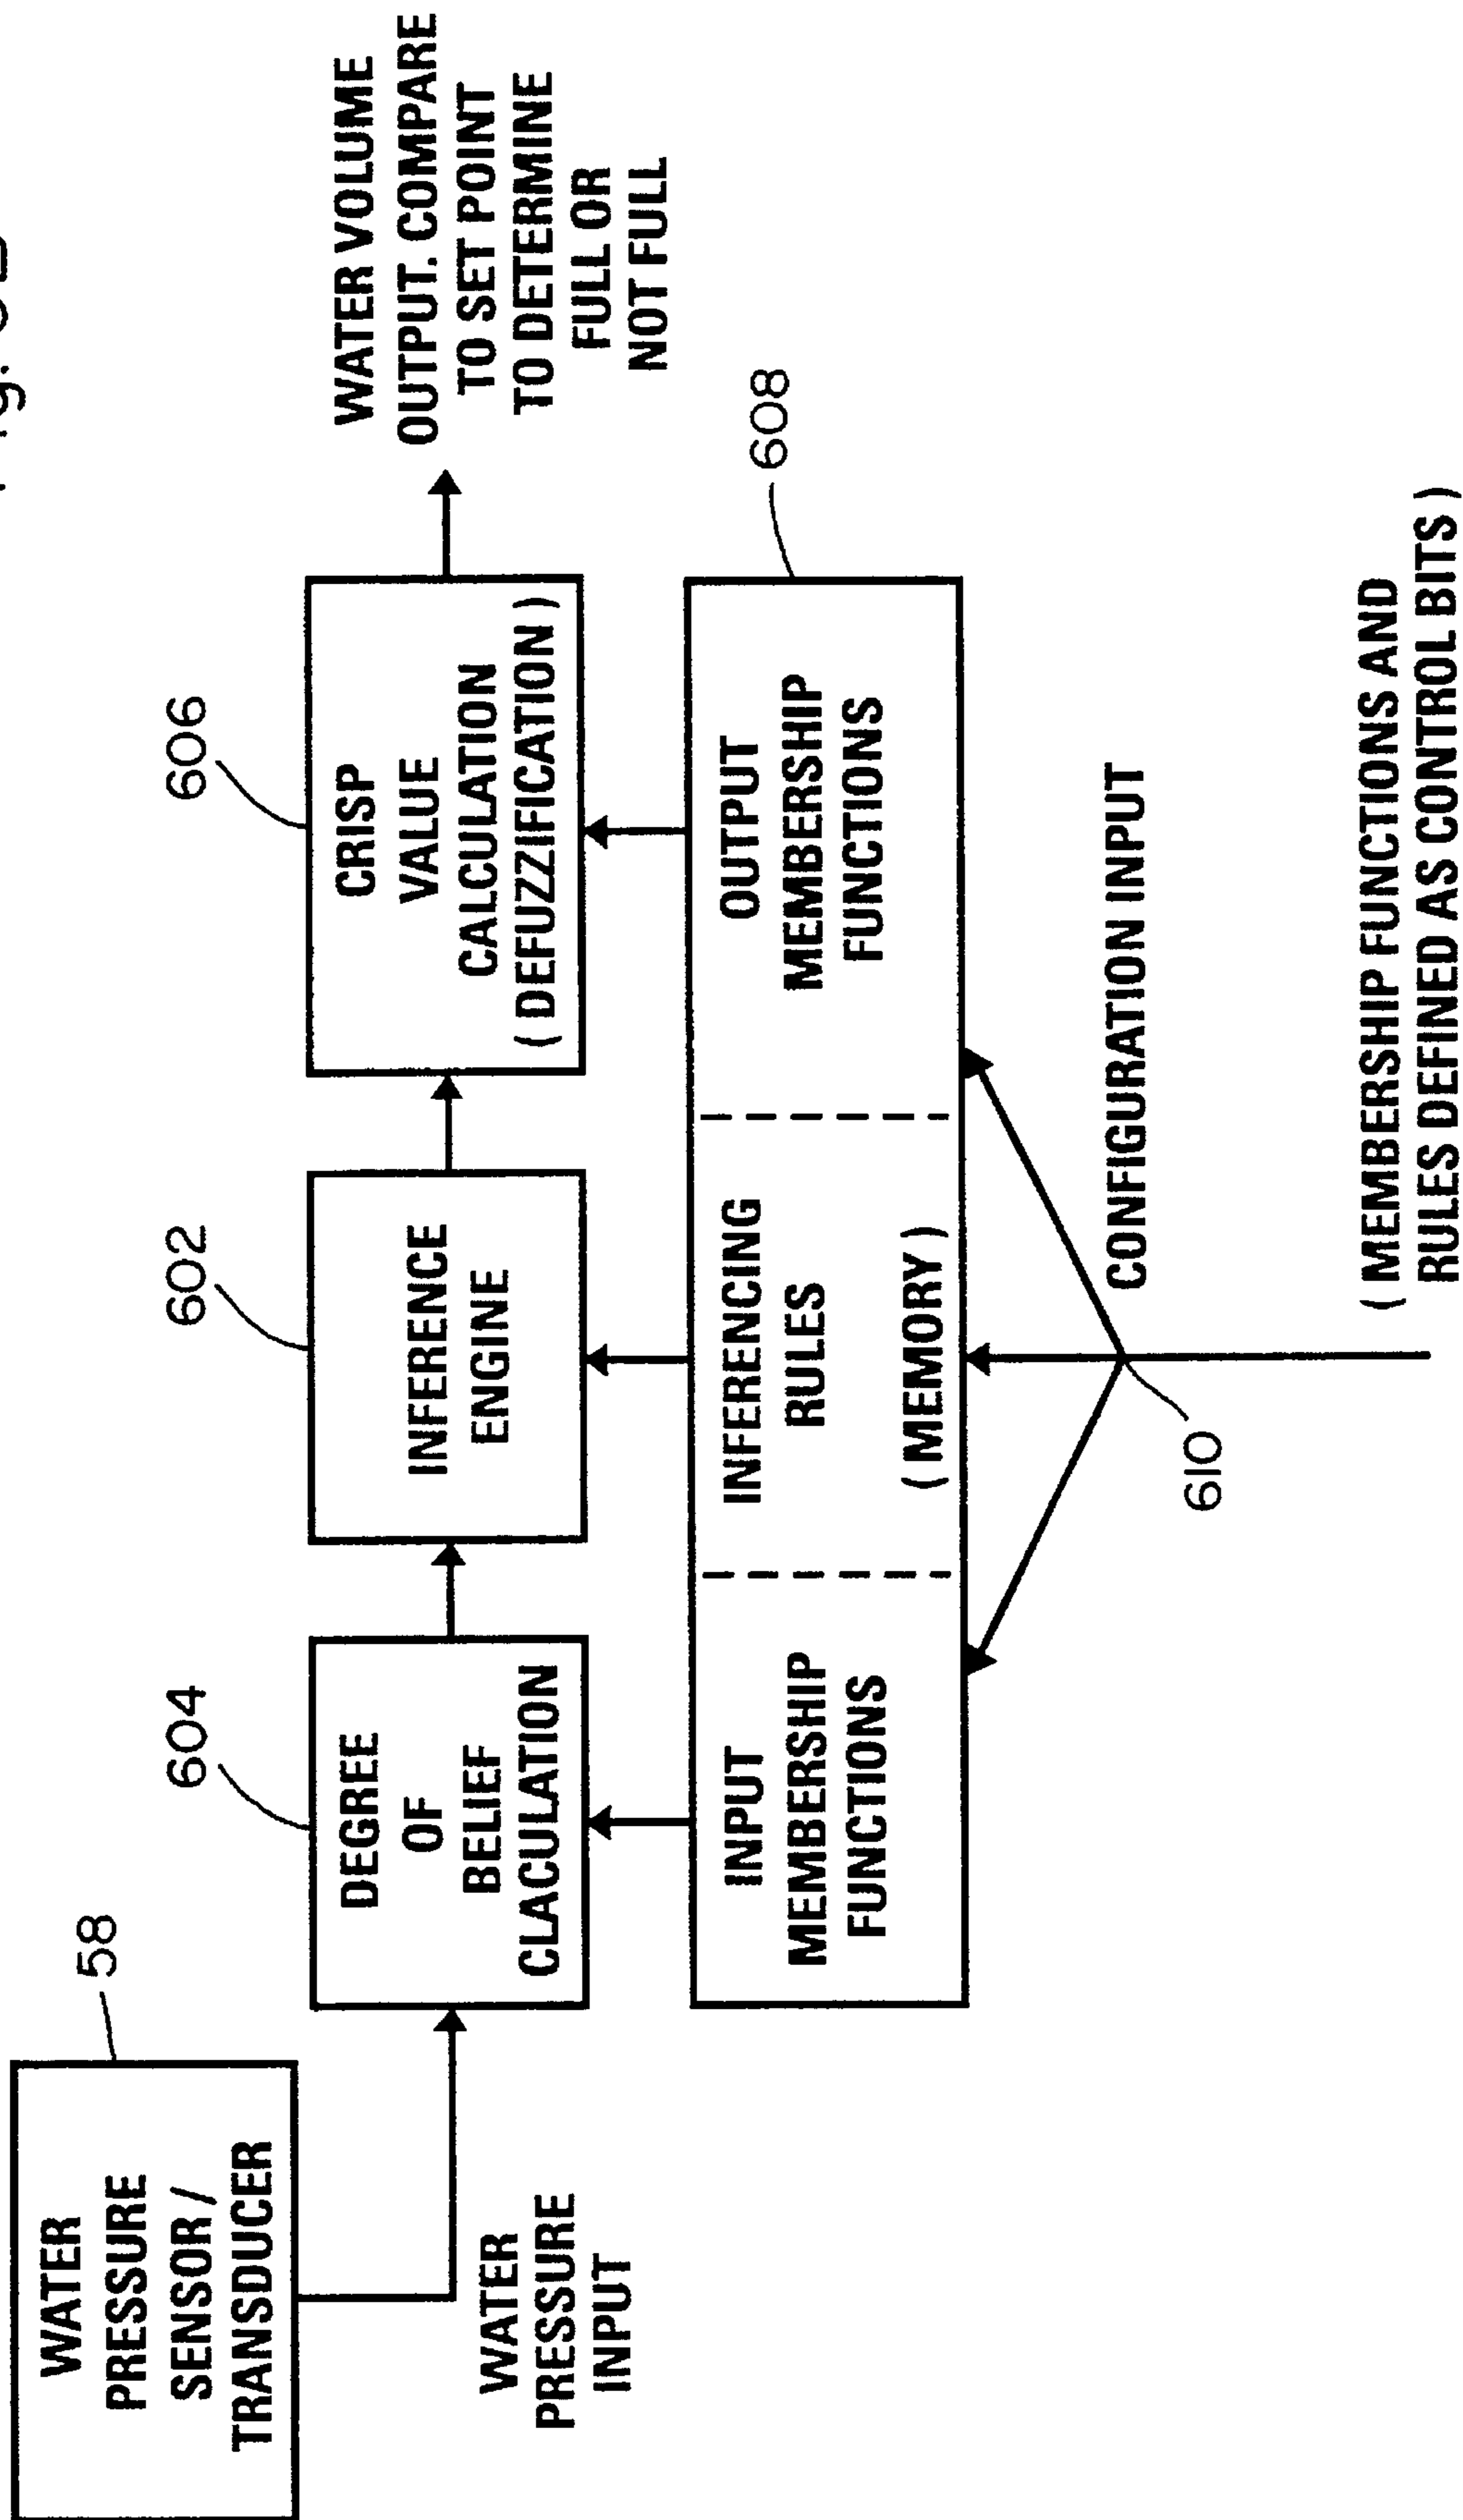 58
WATER
PRESSURE
SENSOR /
TRANSDUCER
WATER
PRESSURE
INPUT
604
DEGREE
OF
BELIEF
CLACULATION
602
INFERENCE
ENGINE
606
CRISP
VALUE
CALCULATION
( DEFUZZIFICATION )
WATER VOLUME
OUTPUT. COMPARE
TO SET POINT
TO DETERMINE
FULL OR
NOT FULL
608
INPUT
MEMBERSHIP
FUNCTIONS
INFERENCING
RULES
( MEMORY )
OUTPUT
MEMBERSHIP
FUNCTIONS
610
CONFIGURATION INPUT
( MEMBERSHIP FUNCTIONS AND
RULES DEFINED AS CONTROL BITS )